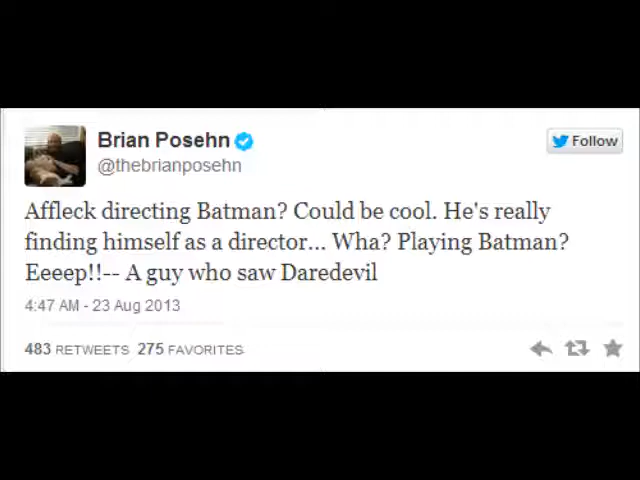 Brian Posehn
Follow
@thebrianposehn
Affleck directing Batman? Could be cool. He's really
finding himself as a director... Wha? Playing Batman?
Eeeep!!-- A guy who saw Daredevil
4:47 AM - 23 Aug 2013
483 RETWEETS 275 FAVORITES